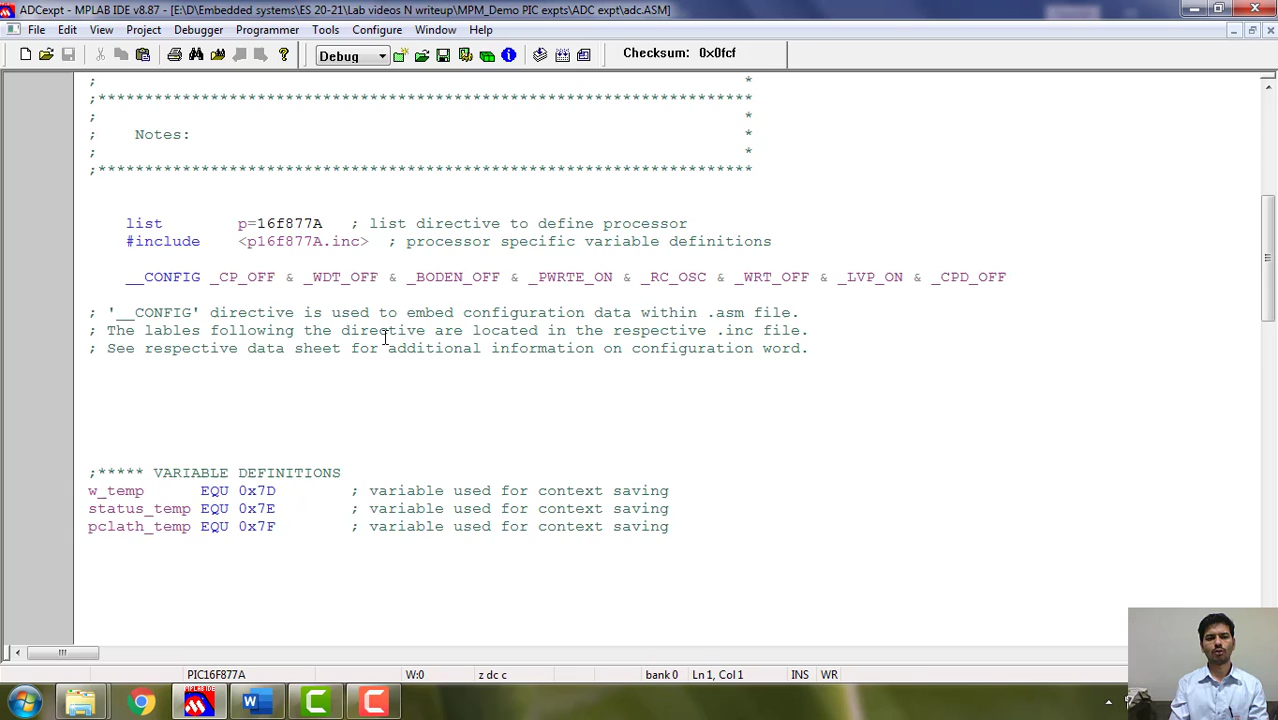 ADCexpt - MPLAB IDE v8.87 - [E:\D\Embedded systems\ES 20-21\Lab videos N writeup\MPM_Demo PIC expts\ADC expt\adc.ASM]
File Edit View Project Debugger Programmer Tools Configure Window Help
Debug Checksum: 0x0fcf
; *
;**********************************************************************
; *
; Notes: *
; *
;**********************************************************************
list p=16f877A ; list directive to define processor
#include <p16f877A.inc> ; processor specific variable definitions
__CONFIG _CP_OFF & _WDT_OFF & _BODEN_OFF & _PWRTE_ON & _RC_OSC & _WRT_OFF & _LVP_ON & _CPD_OFF
; '__CONFIG' directive is used to embed configuration data within .asm file.
; The lables following the directive are located in the respective .inc file.
; See respective data sheet for additional information on configuration word.
;***** VARIABLE DEFINITIONS
w_temp EQU 0x7D ; variable used for context saving
status_temp EQU 0x7E ; variable used for context saving
pclath_temp EQU 0x7F ; variable used for context saving
PIC16F877A W:0 z dc c bank 0 Ln 1, Col 1 INS WR